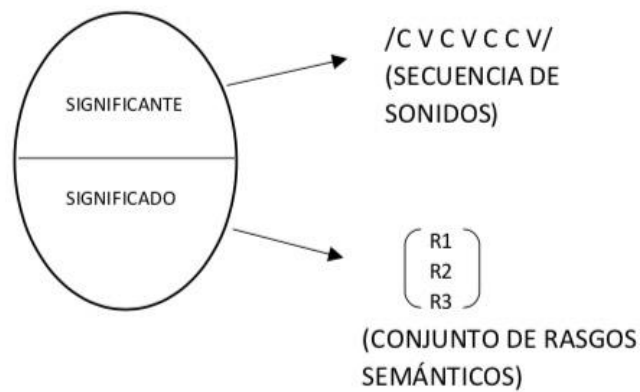 SIGNIFICANTE
/C V C V C C V/
(SECUENCIA DE
SONIDOS)
SIGNIFICADO
R1
R2
R3
(CONJUNTO DE RASGOS
SEMÁNTICOS)